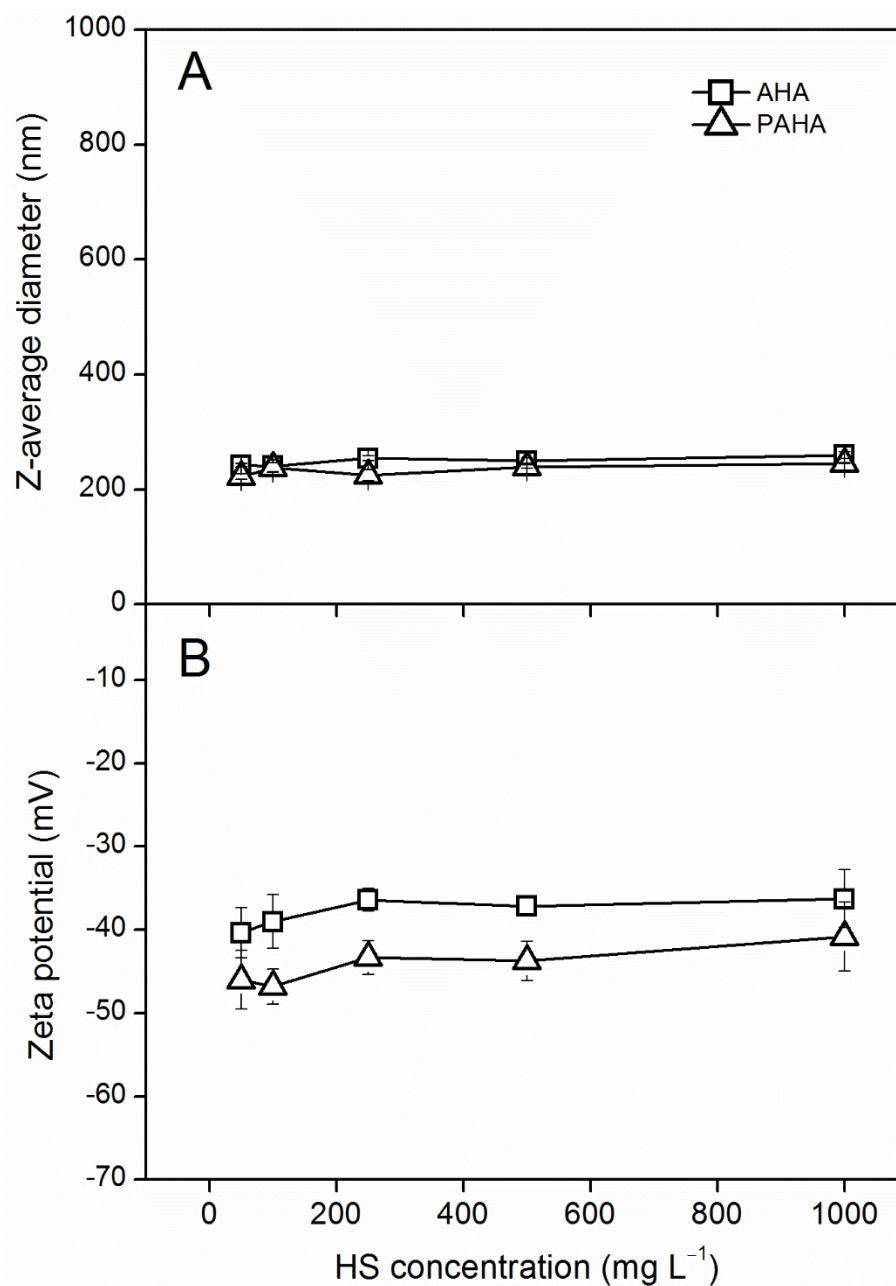 A
AHA
PAHA
Z-average diameter (nm)
1000
800
600
400
200
0
B
Zeta potential (mV)
-10
-20
-30
-40
-50
-60
-70
0 200 400 600 800 1000
HS concentration (mg L⁻¹)